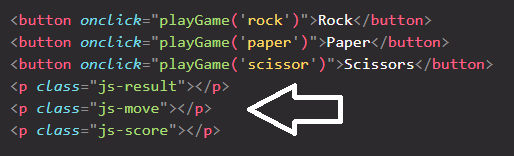 <button onclick="playGame('rock')">Rock</button>
<button onclick="playGame('paper')">Paper</button>
<button onclick="playGame('scissor')">Scissors</button>
<p class="js-result"></p>
<p class="js-move"></p>
<p class="js-score"></p>